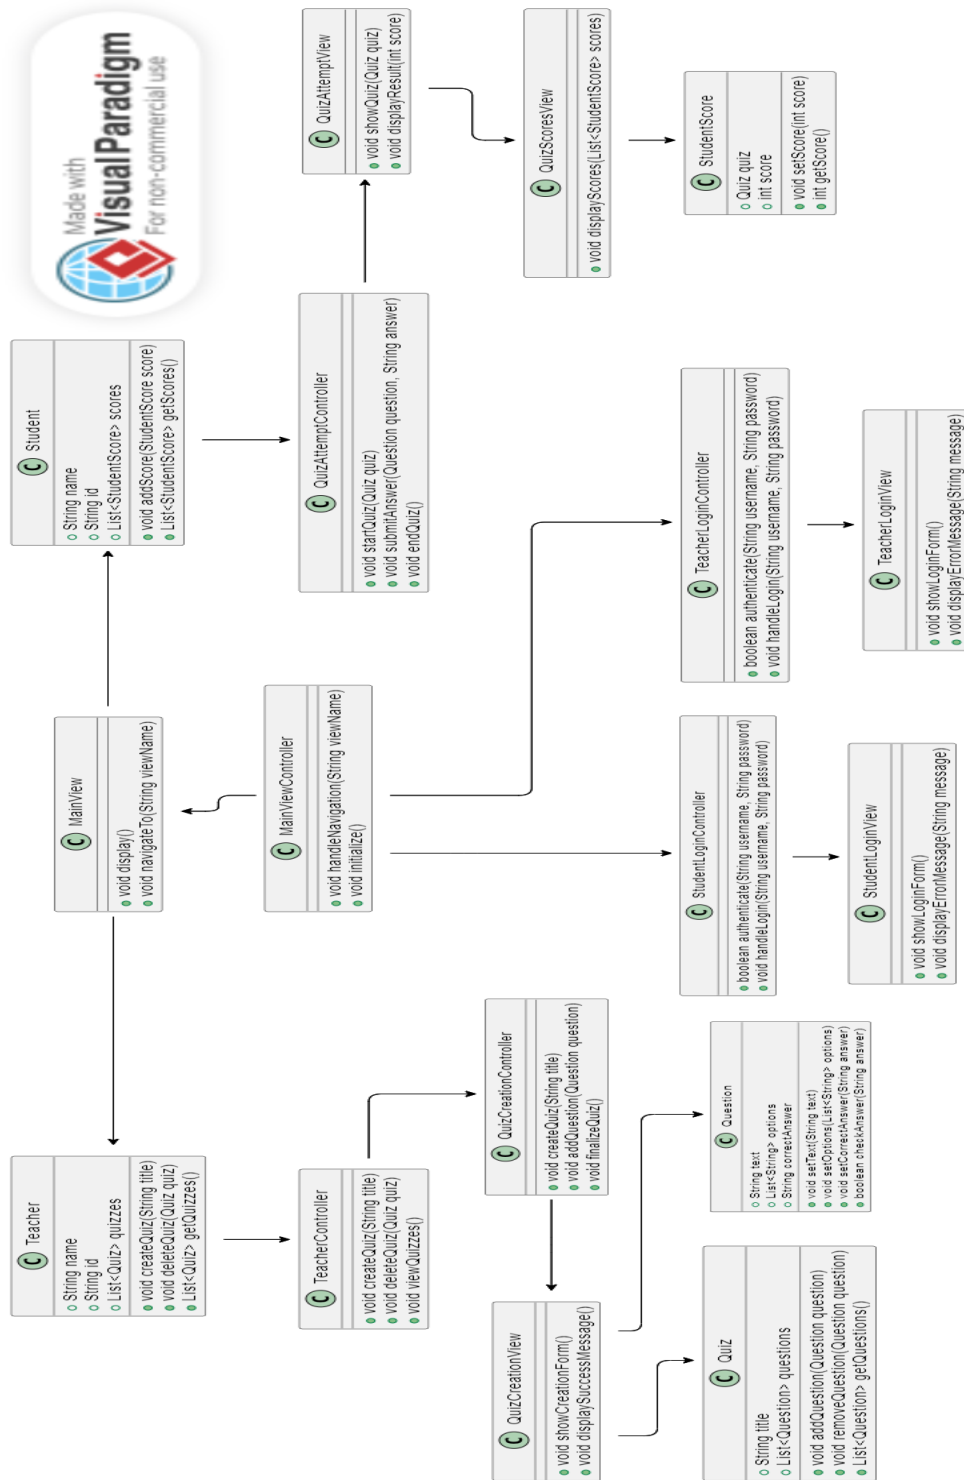 Teacher
String name
String id
List<Quiz> quizzes
void createQuiz(String title)
void deleteQuiz(Quiz quiz)
List<Quiz> getQuizzes()
MainView
void display()
void navigateTo(String viewName)
Student
String name
String id
List<StudentScore> scores
void addScore(StudentScore score)
List<StudentScore> getScores()
Made with
VisualParadigm
For non-commercial use
TeacherController
void createQuiz(String title)
void deleteQuiz(Quiz quiz)
void viewQuizzes()
MainViewController
void handleNavigation(String viewName)
void initialize()
QuizAttemptController
void startQuiz(Quiz quiz)
void submitAnswer(Question question, String answer)
void endQuiz()
QuizAttemptView
void showQuiz(Quiz quiz)
void displayResult(int score)
QuizCreationView
void showCreationForm()
void displaySuccessMessage()
QuizCreationController
void createQuiz(String title)
void addQuestion(Question question)
void finalizeQuiz()
QuizScoresView
void displayScores(List<StudentScore> scores)
Quiz
String title
List<Question> questions
void addQuestion(Question question)
void removeQuestion(Question question)
List<Question> getQuestions()
Question
String text
List<String> options
String correctAnswer
void setText(String text)
void setOptions(List<String> options)
void setCorrectAnswer(String answer)
boolean checkAnswer(String answer)
StudentLoginController
boolean authenticate(String username, String password)
void handleLogin(String username, String password)
TeacherLoginController
boolean authenticate(String username, String password)
void handleLogin(String username, String password)
StudentScore
Quiz quiz
int score
void setScore(int score)
int getScore()
StudentLoginView
void showLoginForm()
void displayErrorMessage(String message)
TeacherLoginView
void showLoginForm()
void displayErrorMessage(String message)